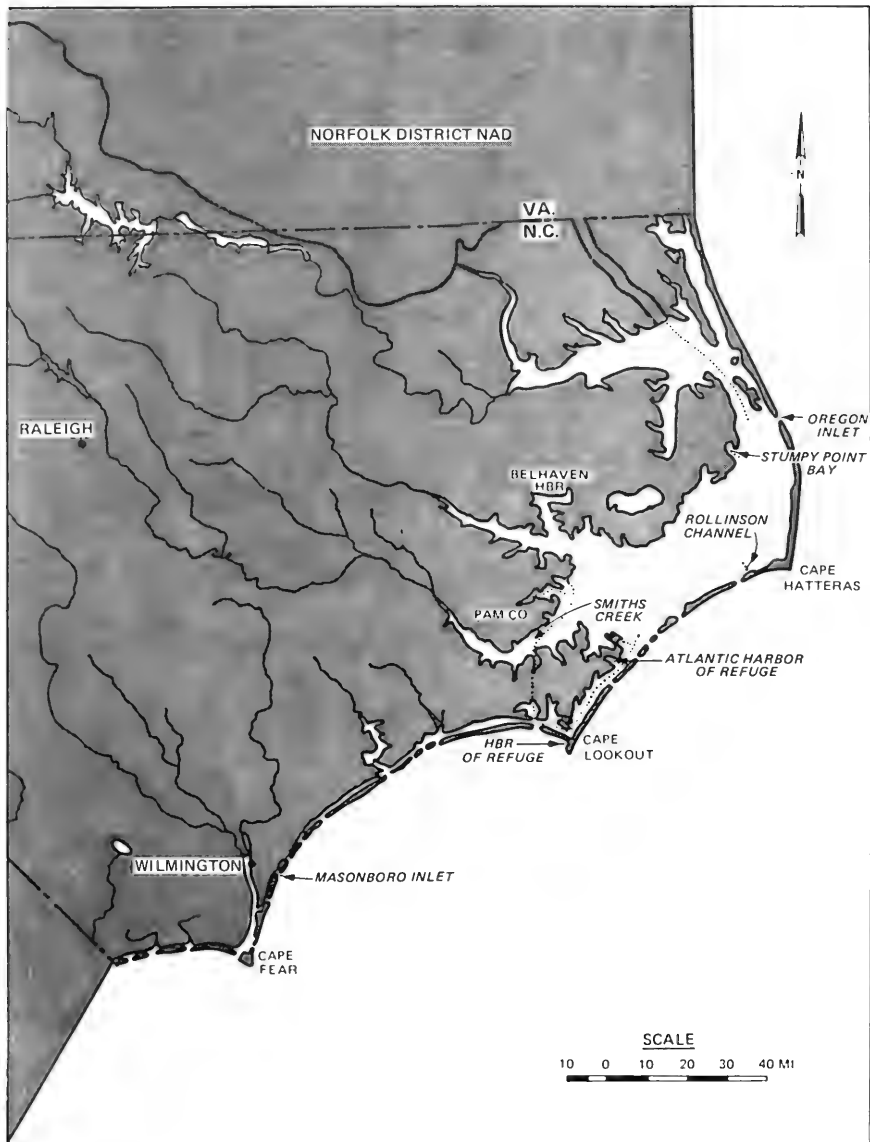 NORFOLK DISTRICT NAD
N
VA.
N.C.
RALEIGH
OREGON
INLET
STUMPY POINT
BAY
BELHAVEN
HBR
ROLLINSON
CHANNEL
CAPE
HATTERAS
PAM CO
SMITHS
CREEK
ATLANTIC HARBOR
OF REFUGE
HBR
OF REFUGE
CAPE
LOOKOUT
WILMINGTON
MASONBORO INLET
CAPE
FEAR
SCALE
10 0 10 20 30 40 MI